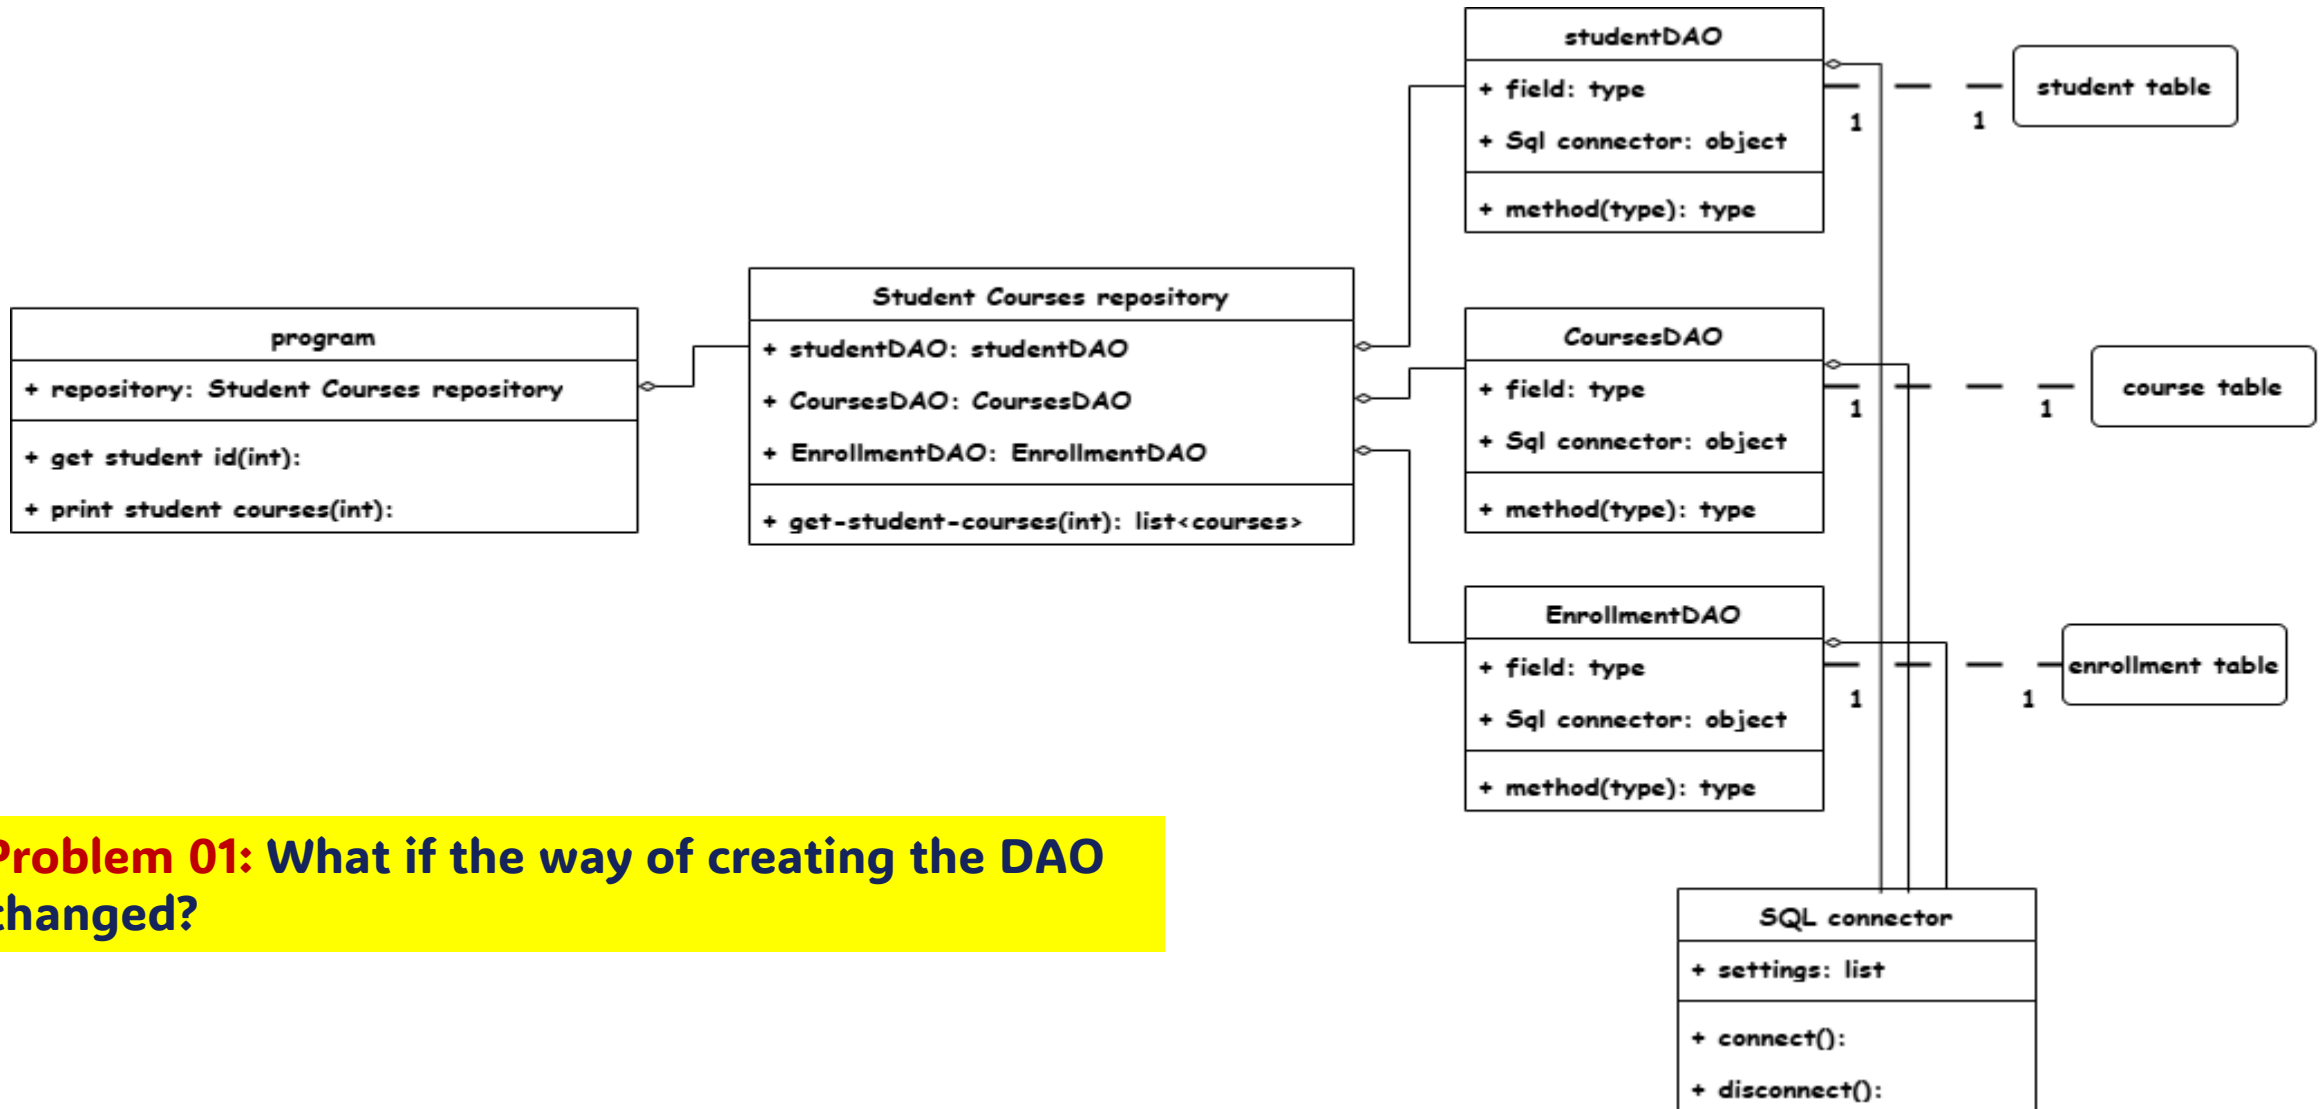 program
+ repository: Student Courses repository
+ get student id(int):
+ print student courses(int):
Student Courses repository
+ studentDAO: studentDAO
+ CoursesDAO: CoursesDAO
+ EnrollmentDAO: EnrollmentDAO
+ get-student-courses(int): list<courses>
studentDAO
+ field: type
+ Sql connector: object
+ method(type): type
1
1
student table
CoursesDAO
+ field: type
+ Sql connector: object
+ method(type): type
1
1
course table
EnrollmentDAO
+ field: type
+ Sql connector: object
+ method(type): type
1
1
enrollment table
Problem 01: What if the way of creating the DAO
changed?
SQL connector
+ settings: list
+ connect():
+ disconnect():